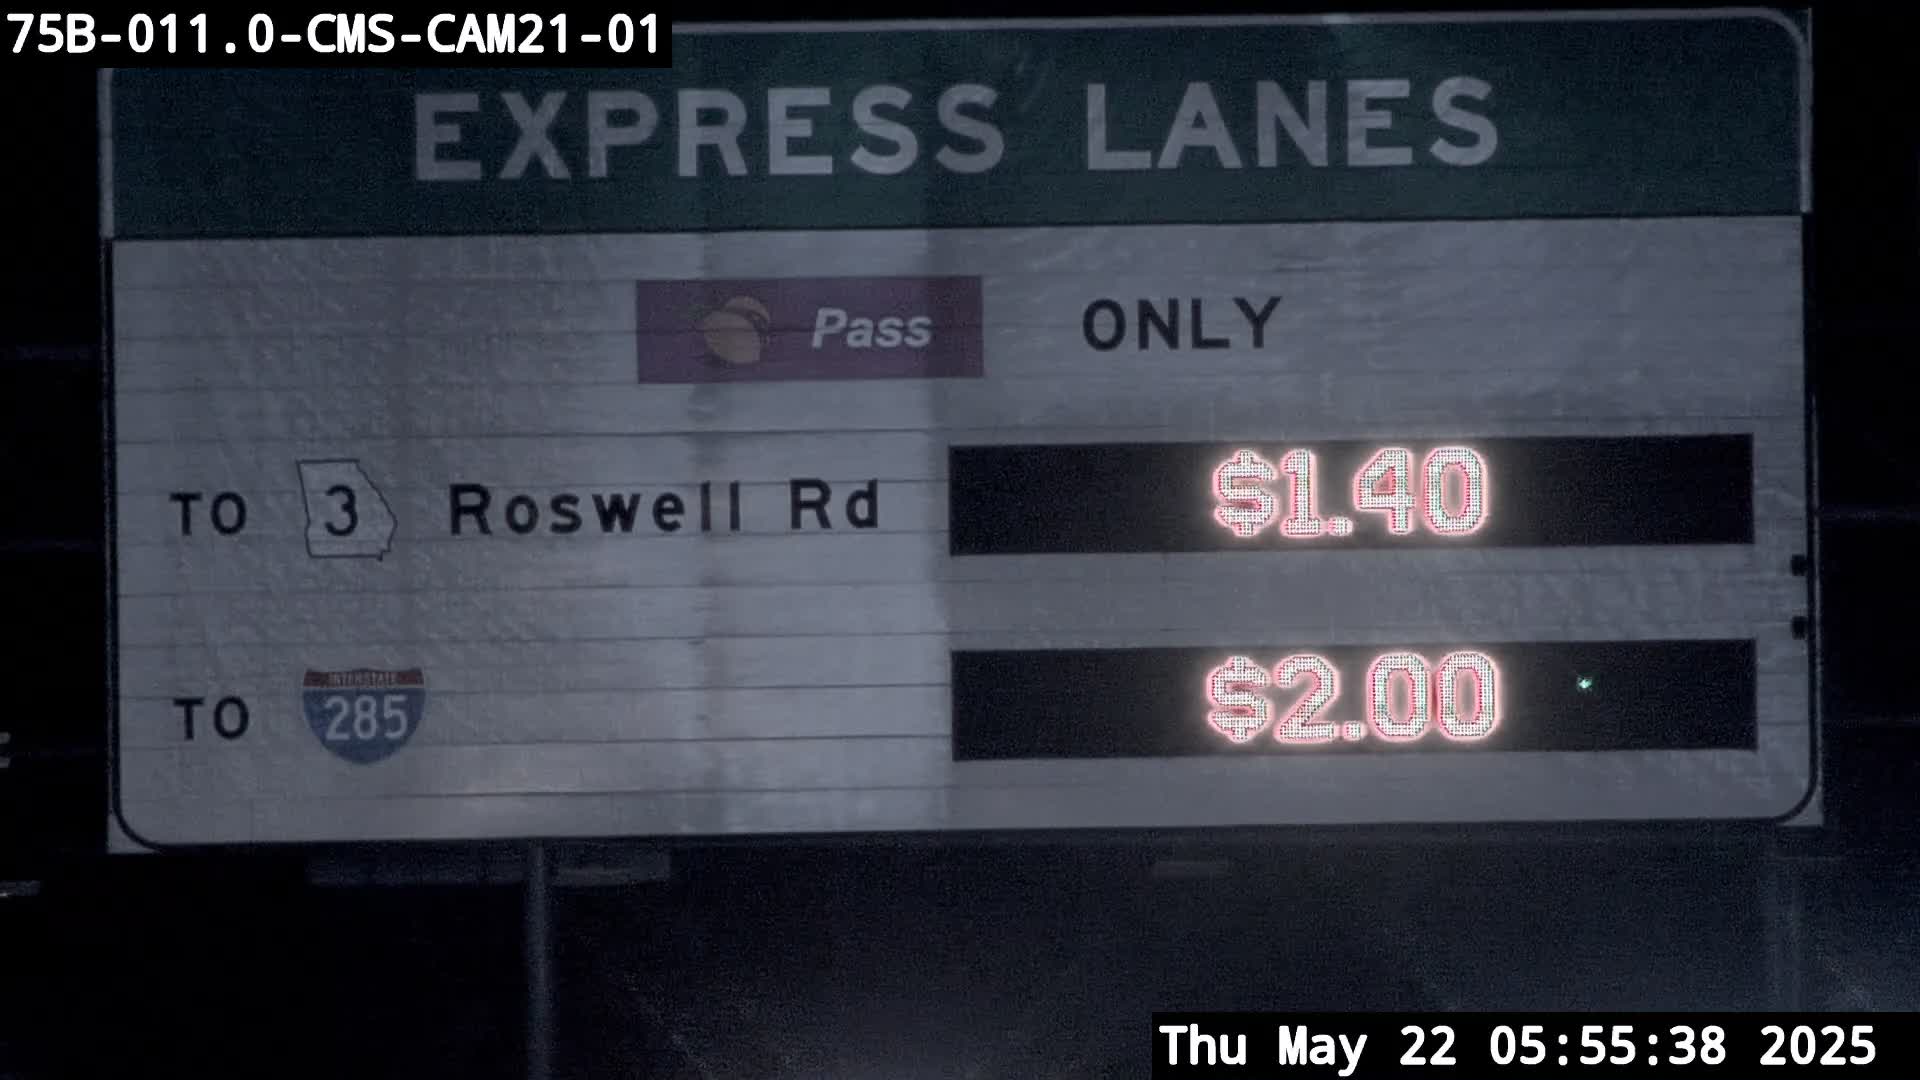 75B-011.0-CMS-CAM21-01
EXPRESS LANES
Pass ONLY
TO 3 Roswell Rd $1.40
TO INTERSTATE 285 $2.00
Thu May 22 05:55:38 2025